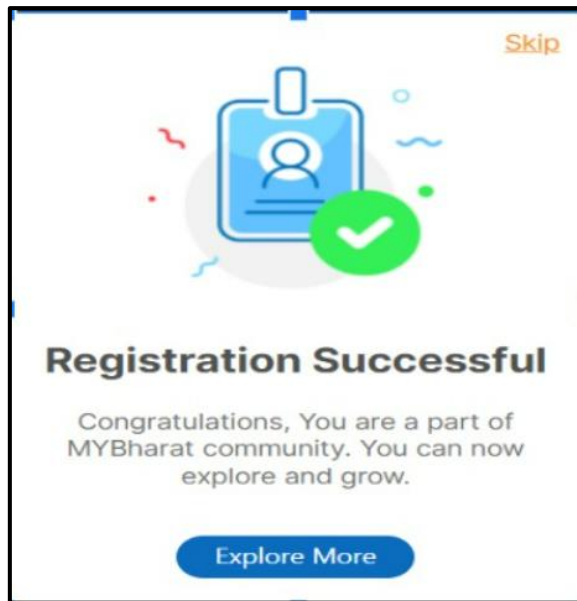 Skip
Registration Successful
Congratulations, You are a part of
MYBharat community. You can now
explore and grow.
Explore More